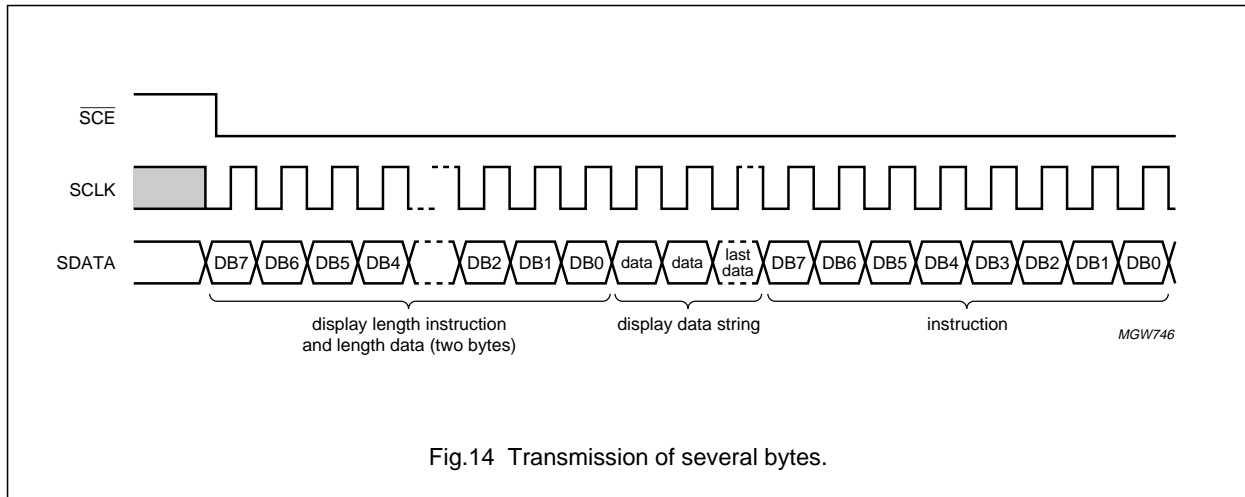 SCE
SCLK
SDATA
DB7 DB6 DB5 DB4 DB2 DB1 DB0 data data last data DB7 DB6 DB5 DB4 DB3 DB2 DB1 DB0
display length instruction
and length data (two bytes)
display data string
instruction
MGW746
Fig.14 Transmission of several bytes.